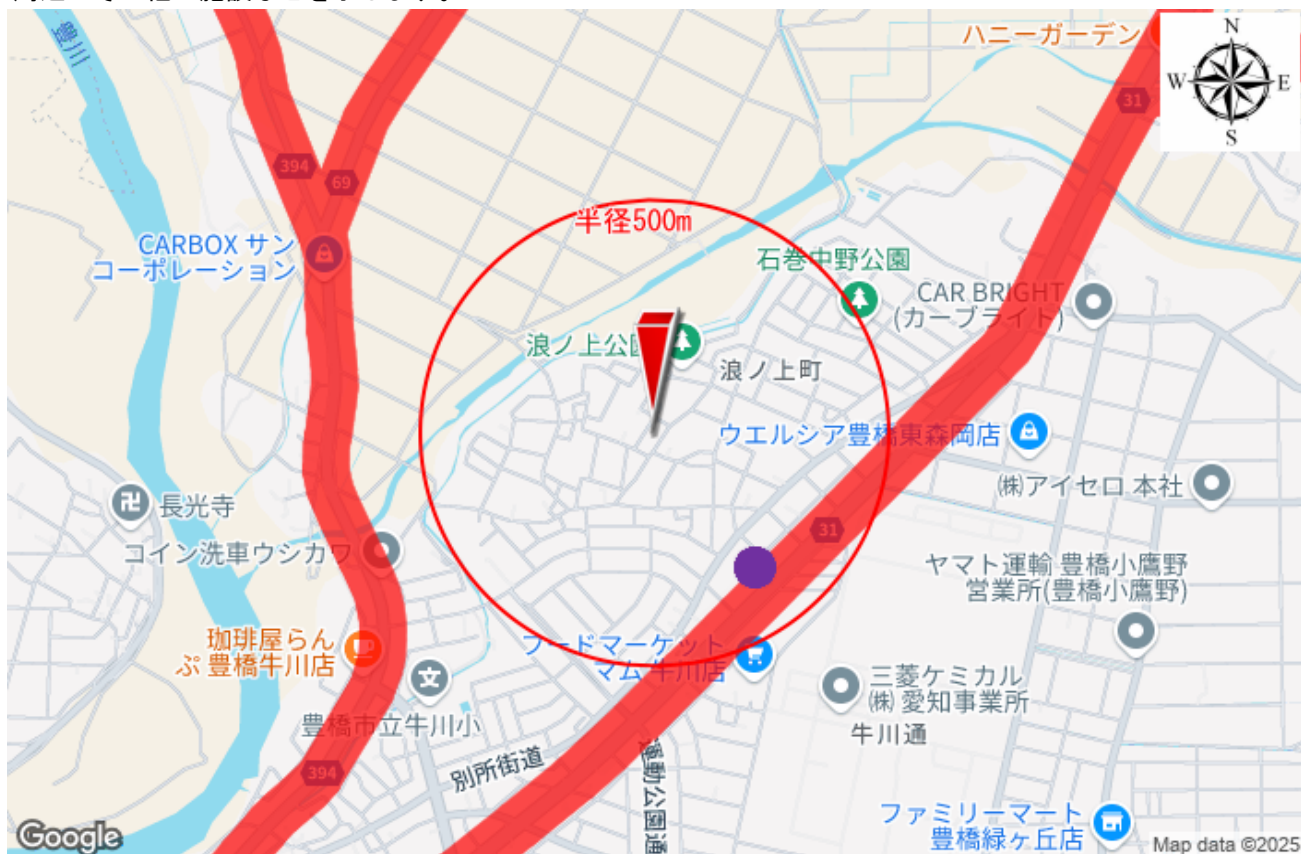 ハニーガーデン
N
W
E
S
豊川
31
394
69
半径500m
CARBOX サン
コーポレーション
石巻中野公園
CAR BRIGHT
(カーブライト)
浪ノ上公園
浪ノ上町
ウエルシア豊橋東森岡店
(株)アイセロ 本社
長光寺
31
コイン洗車ウシカワ
ヤマト運輸 豊橋小鷹野
営業所(豊橋小鷹野)
珈琲屋らん
ぷ 豊橋牛川店
フードマーケット
マム 牛川店
三菱ケミカル
(株) 愛知事業所
豊橋市立牛川小
牛川通
394
別所街道
運動公園通
ファミリーマート
豊橋緑ヶ丘店
Google
Map data ©2025